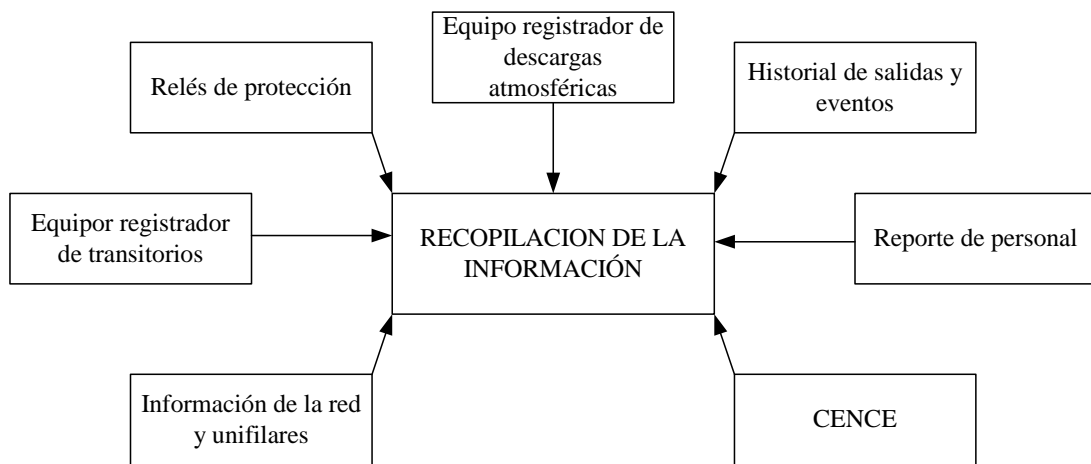 Equipo registrador de
descargas
atmosféricas
Relés de protección
Historial de salidas y
eventos
Equipor registrador
de transitorios
RECOPILACION DE LA
INFORMACIÓN
Reporte de personal
Información de la red
y unifilares
CENCE